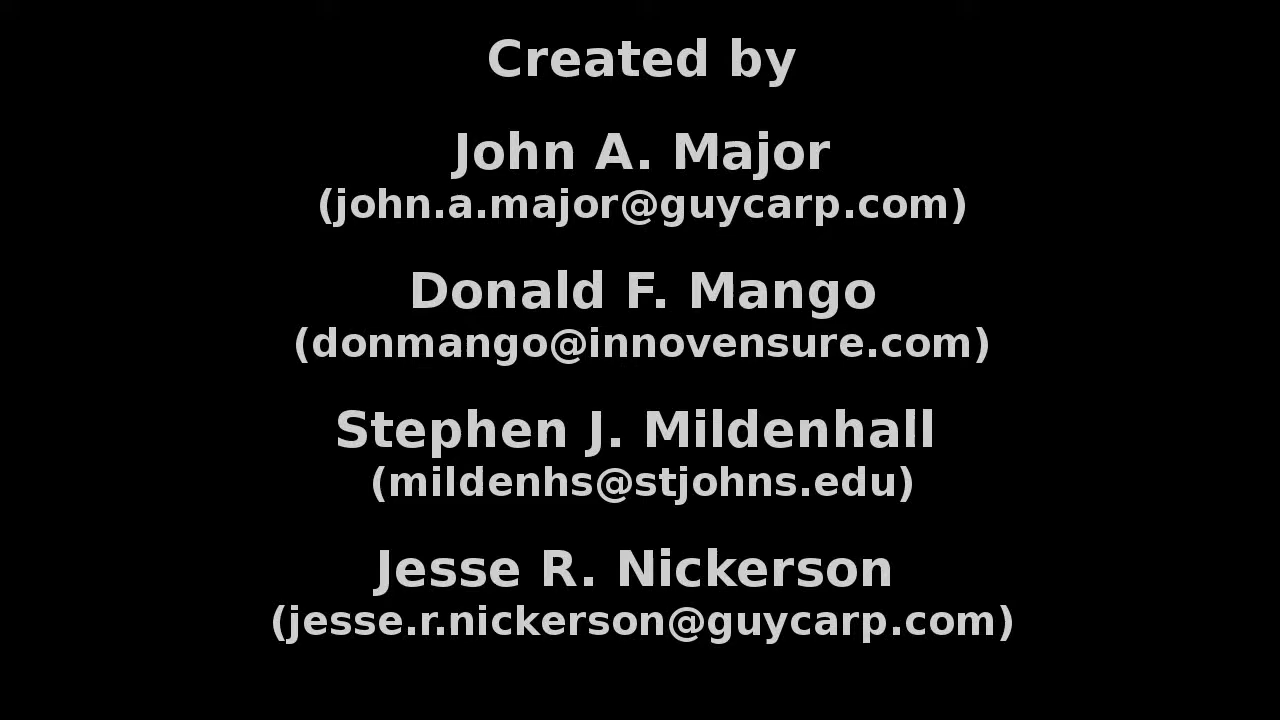 Created by
John A. Major
(john.a.major@guycarp.com)
Donald F. Mango
(donmango@innovensure.com)
Stephen J. Mildenhall
(mildenhs@stjohns.edu)
Jesse R. Nickerson
(jesse.r.nickerson@guycarp.com)